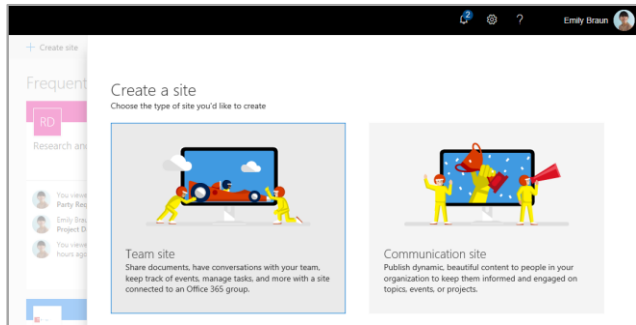 2
Emily Braun
+ Create site
Frequent
RD
Research and
You viewed
Party Req
Emily Brau
Project D
You viewe
hours ago
Create a site
Choose the type of site you'd like to create
Team site
Share documents, have conversations with your team,
keep track of events, manage tasks, and more with a site
connected to an Office 365 group.
Communication site
Publish dynamic, beautiful content to people in your
organization to keep them informed and engaged on
topics, events, or projects.